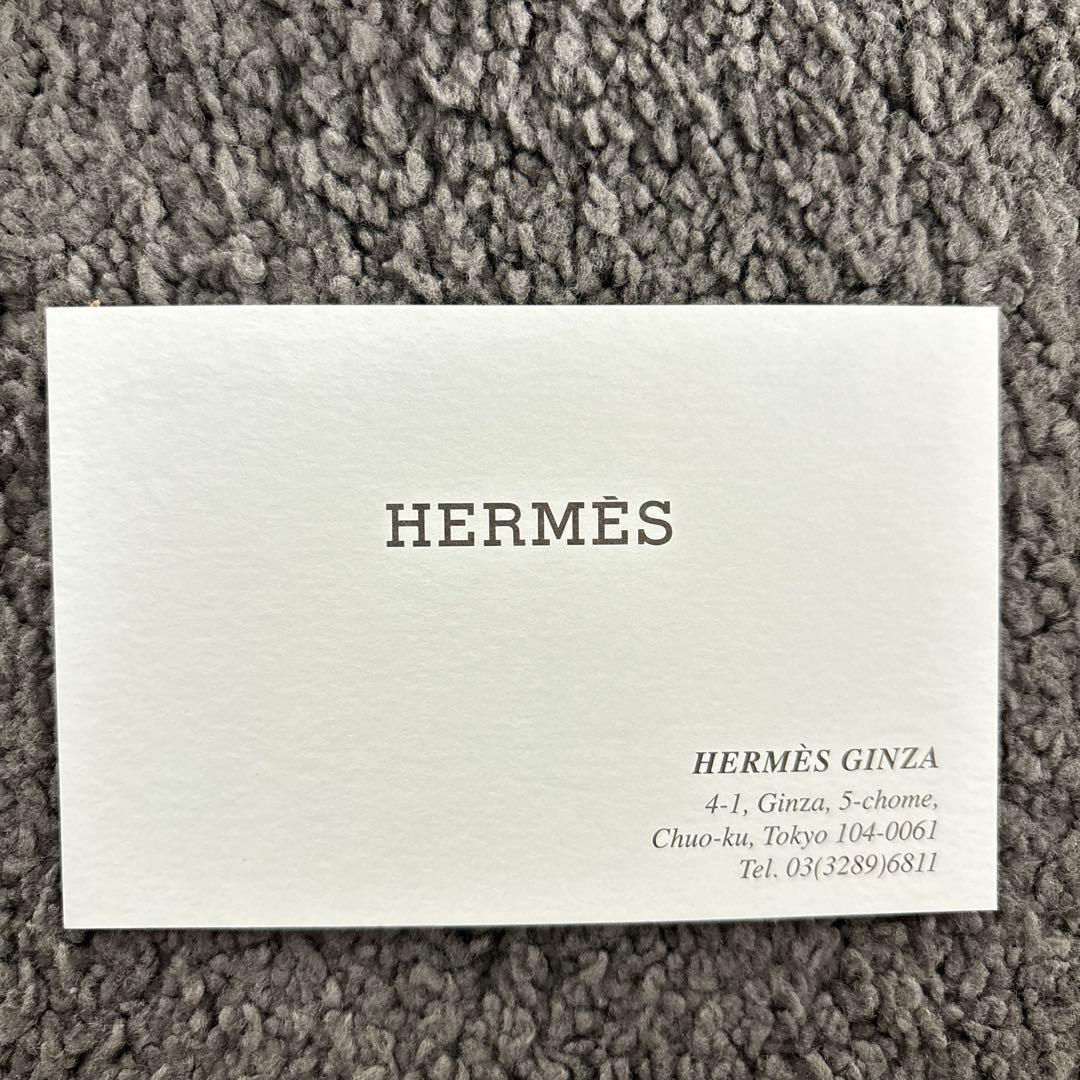 HERMÈS
HERMÈS GINZA
4-1, Ginza, 5-chome,
Chuo-ku, Tokyo 104-0061
Tel. 03(3289)6811